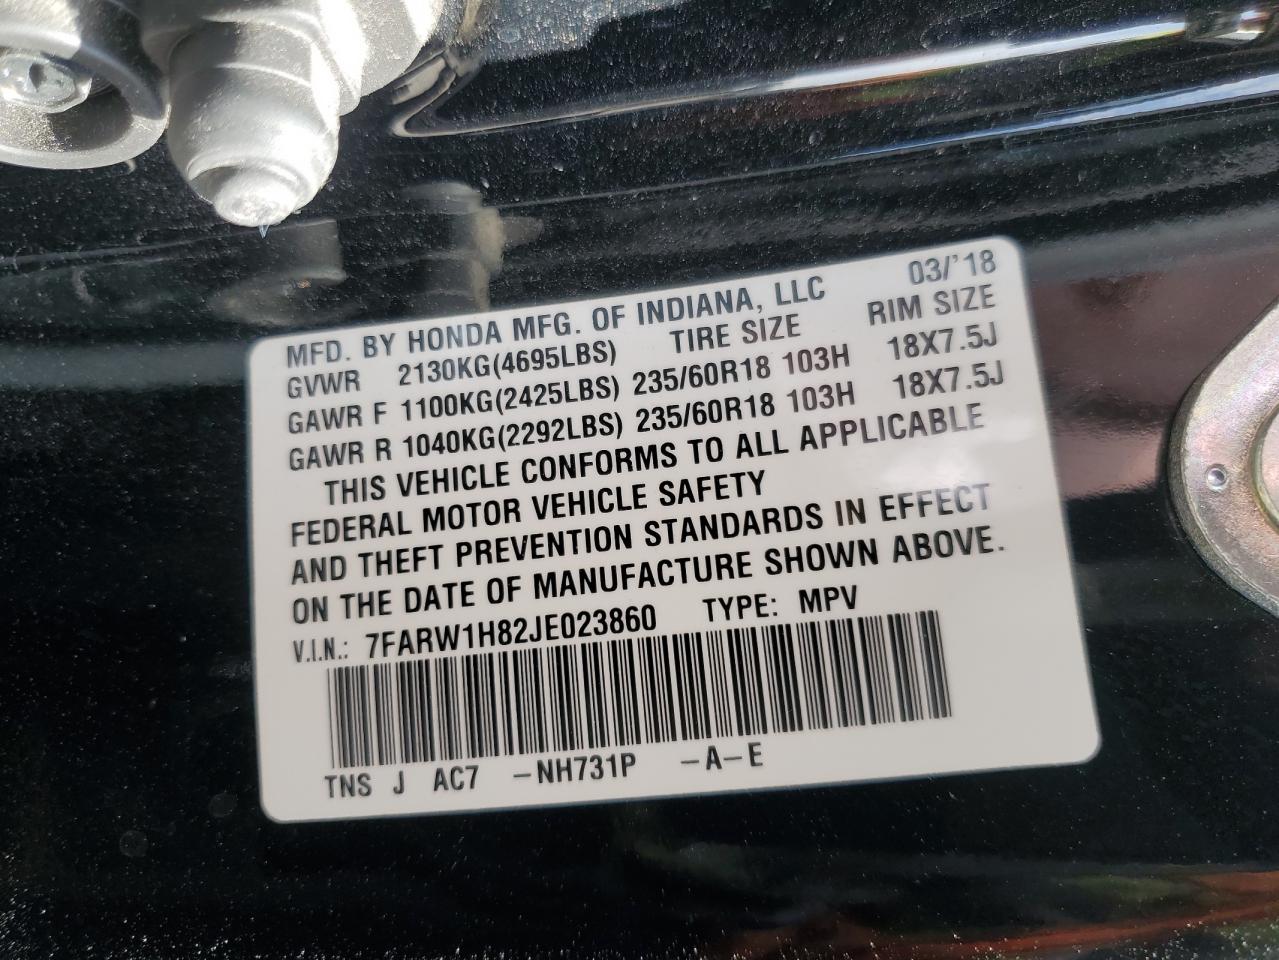 MFD. BY HONDA MFG. OF INDIANA, LLC 03/'18
GVWR 2130KG(4695LBS) TIRE SIZE RIM SIZE
GAWR F 1100KG(2425LBS) 235/60R18 103H 18X7.5J
GAWR R 1040KG(2292LBS) 235/60R18 103H 18X7.5J
THIS VEHICLE CONFORMS TO ALL APPLICABLE
FEDERAL MOTOR VEHICLE SAFETY
AND THEFT PREVENTION STANDARDS IN EFFECT
ON THE DATE OF MANUFACTURE SHOWN ABOVE.
V.I.N.: 7FARW1H82JE023860 TYPE: MPV
TNS J AC7 -NH731P -A-E